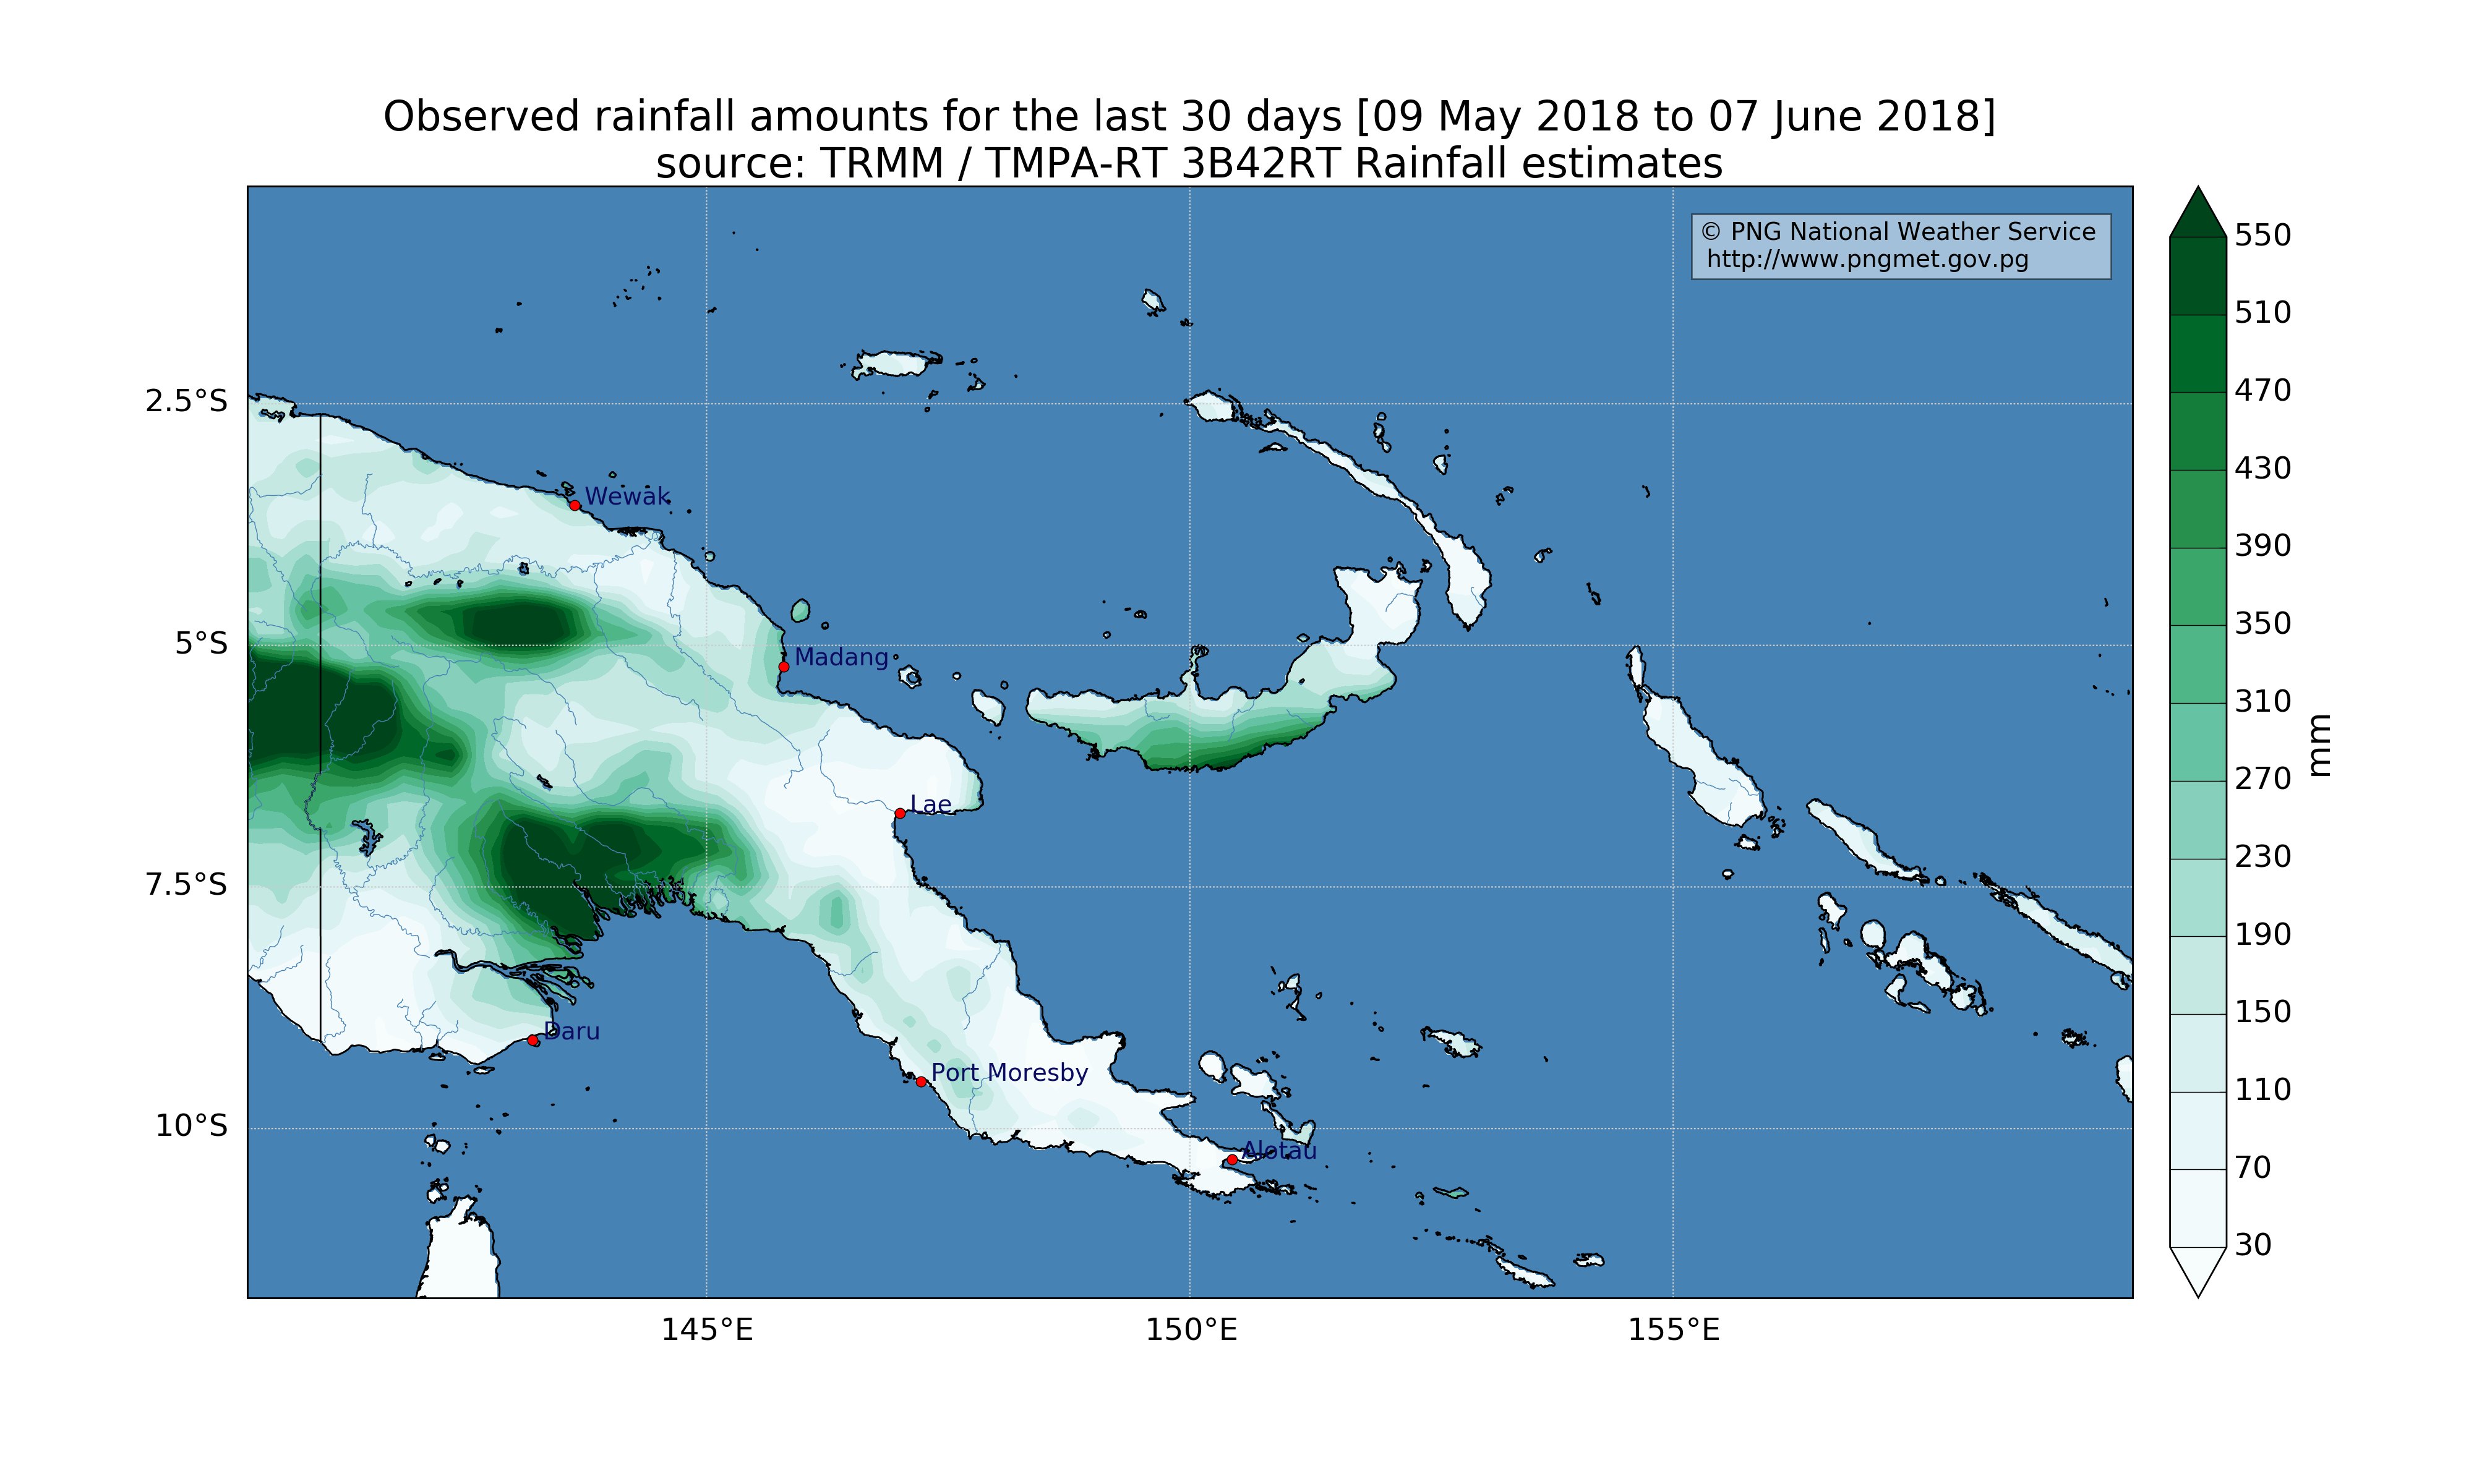 Observed rainfall amounts for the last 30 days [09 May 2018 to 07 June 2018]
source: TRMM / TMPA-RT 3B42RT Rainfall estimates
© PNG National Weather Service
http://www.pngmet.gov.pg
2.5°S
5°S
7.5°S
10°S
Wewak
Madang
Lae
Daru
Port Moresby
Alotau
145°E
150°E
155°E
550
510
470
430
390
350
310
270
230
190
150
110
70
30
mm